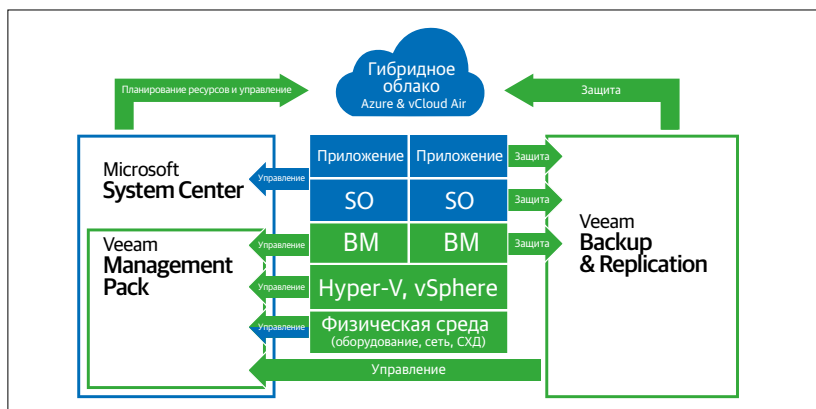 Гибридное
облако
Azure & vCloud Air
Планирование ресурсов и управление
Защита
Microsoft
System Center
Управление
Приложение
Приложение
Защита
SO
SO
Защита
Veeam
Management
Pack
Управление
ВМ
ВМ
Защита
Veeam
Backup
& Replication
Управление
Hyper-V, vSphere
Управление
Физическая среда
(оборудование, сеть, СХД)
Управление